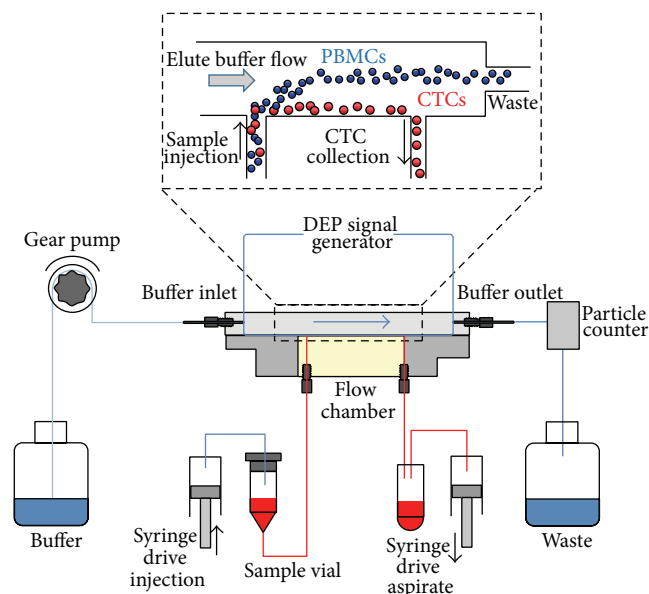 Elute buffer flow
PBMCs
CTCs
Waste
Sample
injection
CTC
collection
DEP signal
generator
Gear pump
Buffer inlet
Buffer outlet
Particle
counter
Flow
chamber
Buffer
Syringe
drive
injection
Sample vial
Syringe
drive
aspirate
Waste